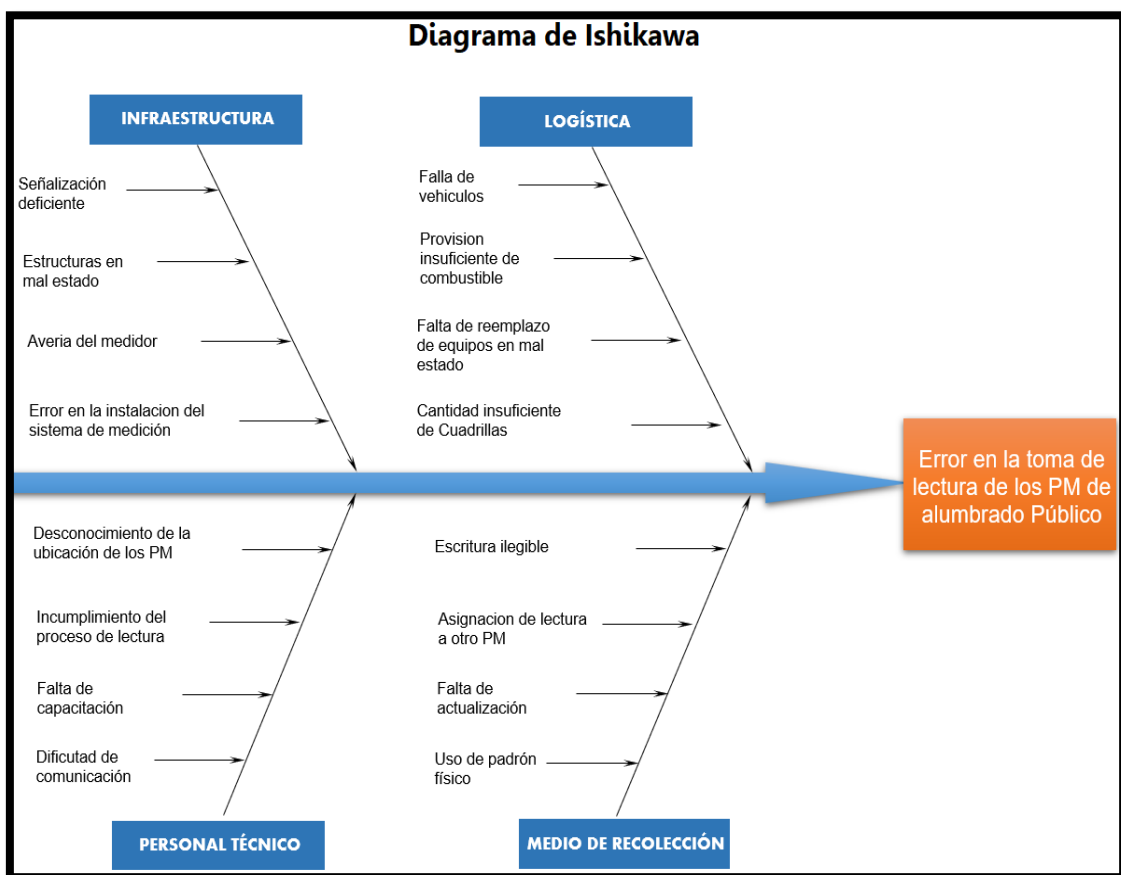 Diagrama de Ishikawa
INFRAESTRUCTURA
Señalización
deficiente
Estructuras en
mal estado
Averia del medidor
Error en la instalacion del
sistema de medición
LOGÍSTICA
Falla de
vehiculos
Provision
insuficiente de
combustible
Falta de reemplazo
de equipos en mal
estado
Cantidad insuficiente
de Cuadrillas
Error en la toma de
lectura de los PM de
alumbrado Público
Desconocimiento de la
ubicación de los PM
Incumplimiento del
proceso de lectura
Falta de
capacitación
Dificutad de
comunicación
PERSONAL TÉCNICO
Escritura ilegible
Asignacion de lectura
a otro PM
Falta de
actualización
Uso de padrón
físico
MEDIO DE RECOLECCIÓN